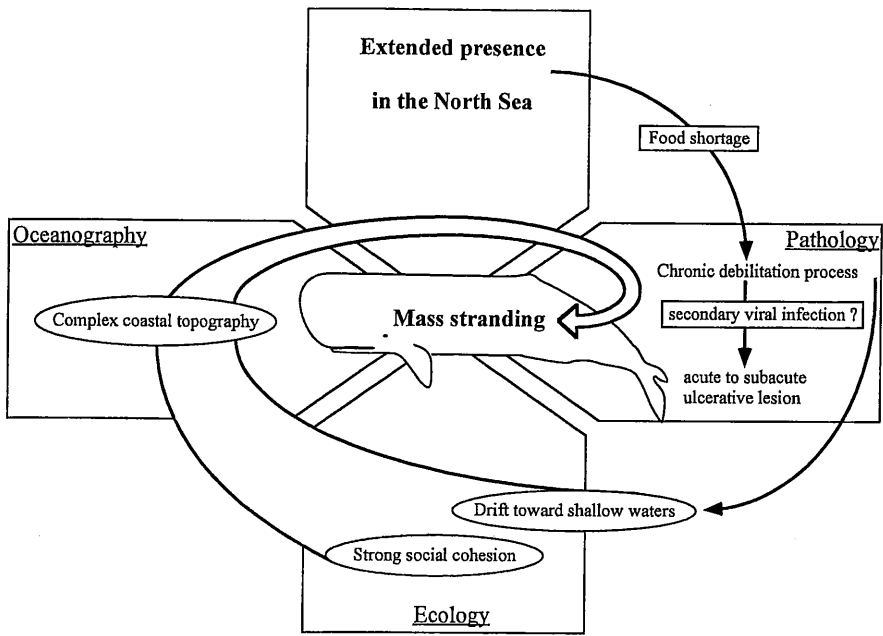 Extended presence
in the North Sea
Food shortage
Oceanography
Pathology
Chronic debilitation process
Complex coastal topography
Mass stranding
secondary viral infection ?
acute to subacute
ulcerative lesion
Drift toward shallow waters
Strong social cohesion
Ecology